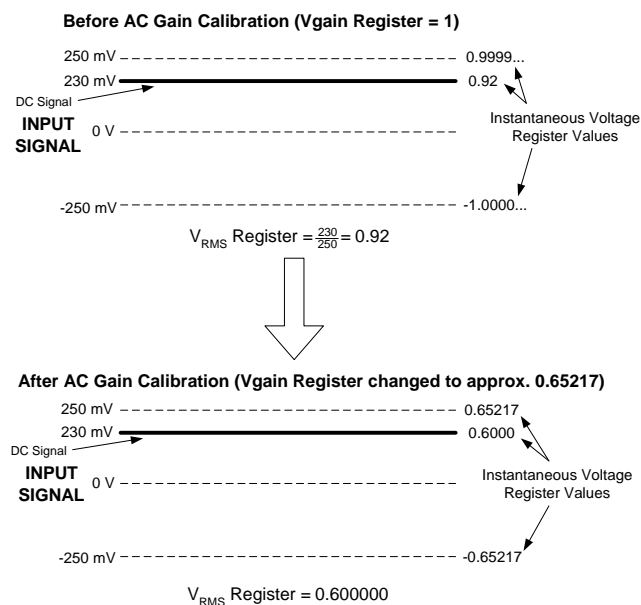 Before AC Gain Calibration (Vgain Register = 1)
250 mV
0.9999...
230 mV
0.92
DC Signal
INPUT
SIGNAL
0 V
Instantaneous Voltage
Register Values
-250 mV
-1.0000...
VRMS Register = 230/250 = 0.92
After AC Gain Calibration (Vgain Register changed to approx. 0.65217)
250 mV
0.65217
230 mV
0.6000
DC Signal
INPUT
SIGNAL
0 V
Instantaneous Voltage
Register Values
-250 mV
-0.65217
VRMS Register = 0.600000